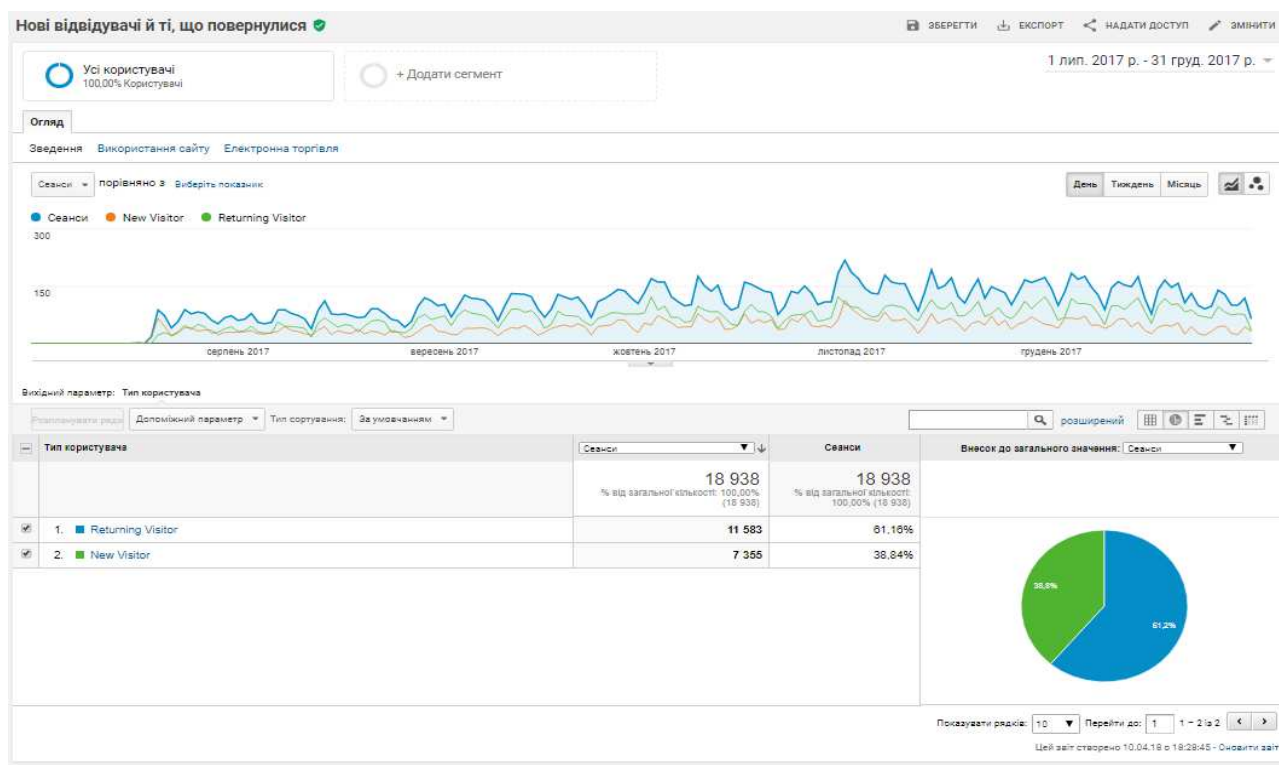 Нові відвідувачі й ті, що повернулися
ЗБЕРЕГТИ ЕКСПОРТ НАДАТИ ДОСТУП ЗМІНИТИ
Усі користувачі
100,00% Користувачі
+ Додати сегмент
1 лип. 2017 р. - 31 груд. 2017 р.
Огляд
Зведення Використання сайту Електронна торгівля
Сеанси порівняно з Виберіть показник
День Тиждень Місяць
Сеанси New Visitor Returning Visitor
300
150
серпень 2017 вересень 2017 жовтень 2017 листопад 2017 грудень 2017
Вихідний параметр: Тип користувача
Розпланувати ряди Допоміжний параметр Тип сортування: За умовчанням
розширений
Тип користувача Сеанси Сеанси Внесок до загального значення: Сеанси
18 938 18 938
% від загальної кількості: 100,00% (18 938) % від загальної кількості: 100,00% (18 938)
1. Returning Visitor 11 583 61,16%
2. New Visitor 7 355 38,84%
38,8%
61,2%
Показувати рядків: 10 Перейти до: 1 1 – 2 із 2
Цей звіт створено 10.04.18 о 18:28:45 - Оновити звіт